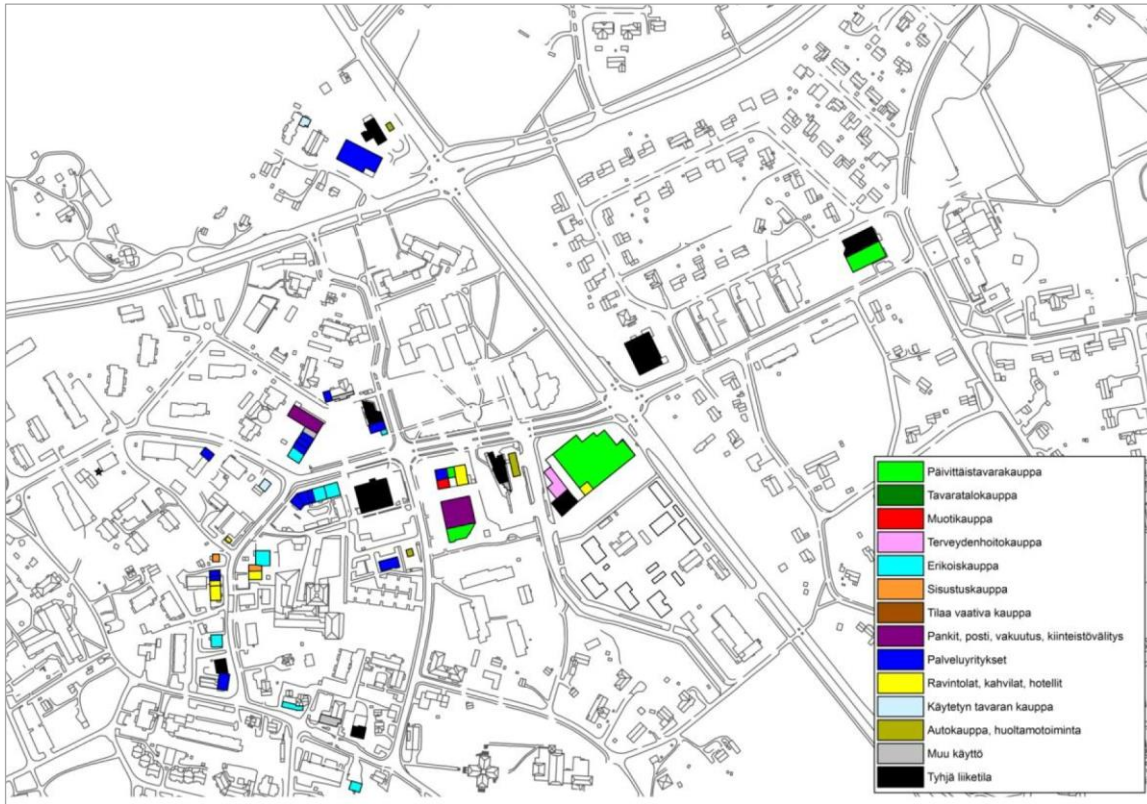 Päivittäistavarakauppa
Tavaratalokauppa
Muotikauppa
Terveydenhoitokauppa
Erikoiskauppa
Sisustuskauppa
Tilaa vaativa kauppa
Pankit, posti, vakuutus, kiinteistövälitys
Palveluyritykset
Ravintolat, kahvilat, hotellit
Käytetyn tavaran kauppa
Autokauppa, huoltamotoiminta
Muu käyttö
Tyhjä liiketila